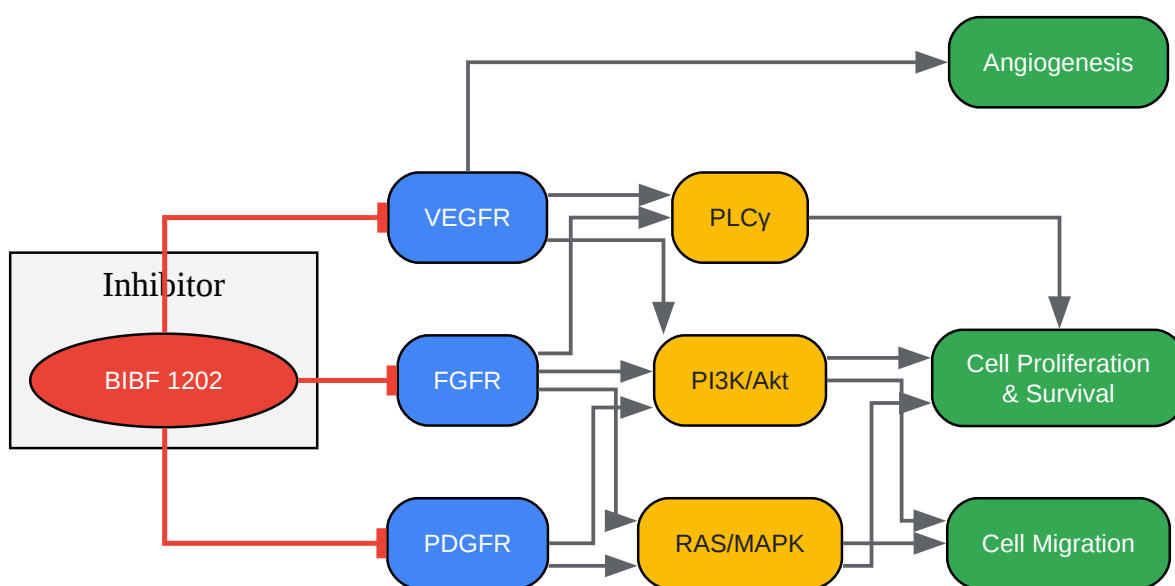 Angiogenesis
VEGFR
PLCγ
Inhibitor
BIBF 1202
FGFR
PI3K/Akt
Cell Proliferation
& Survival
PDGFR
RAS/MAPK
Cell Migration